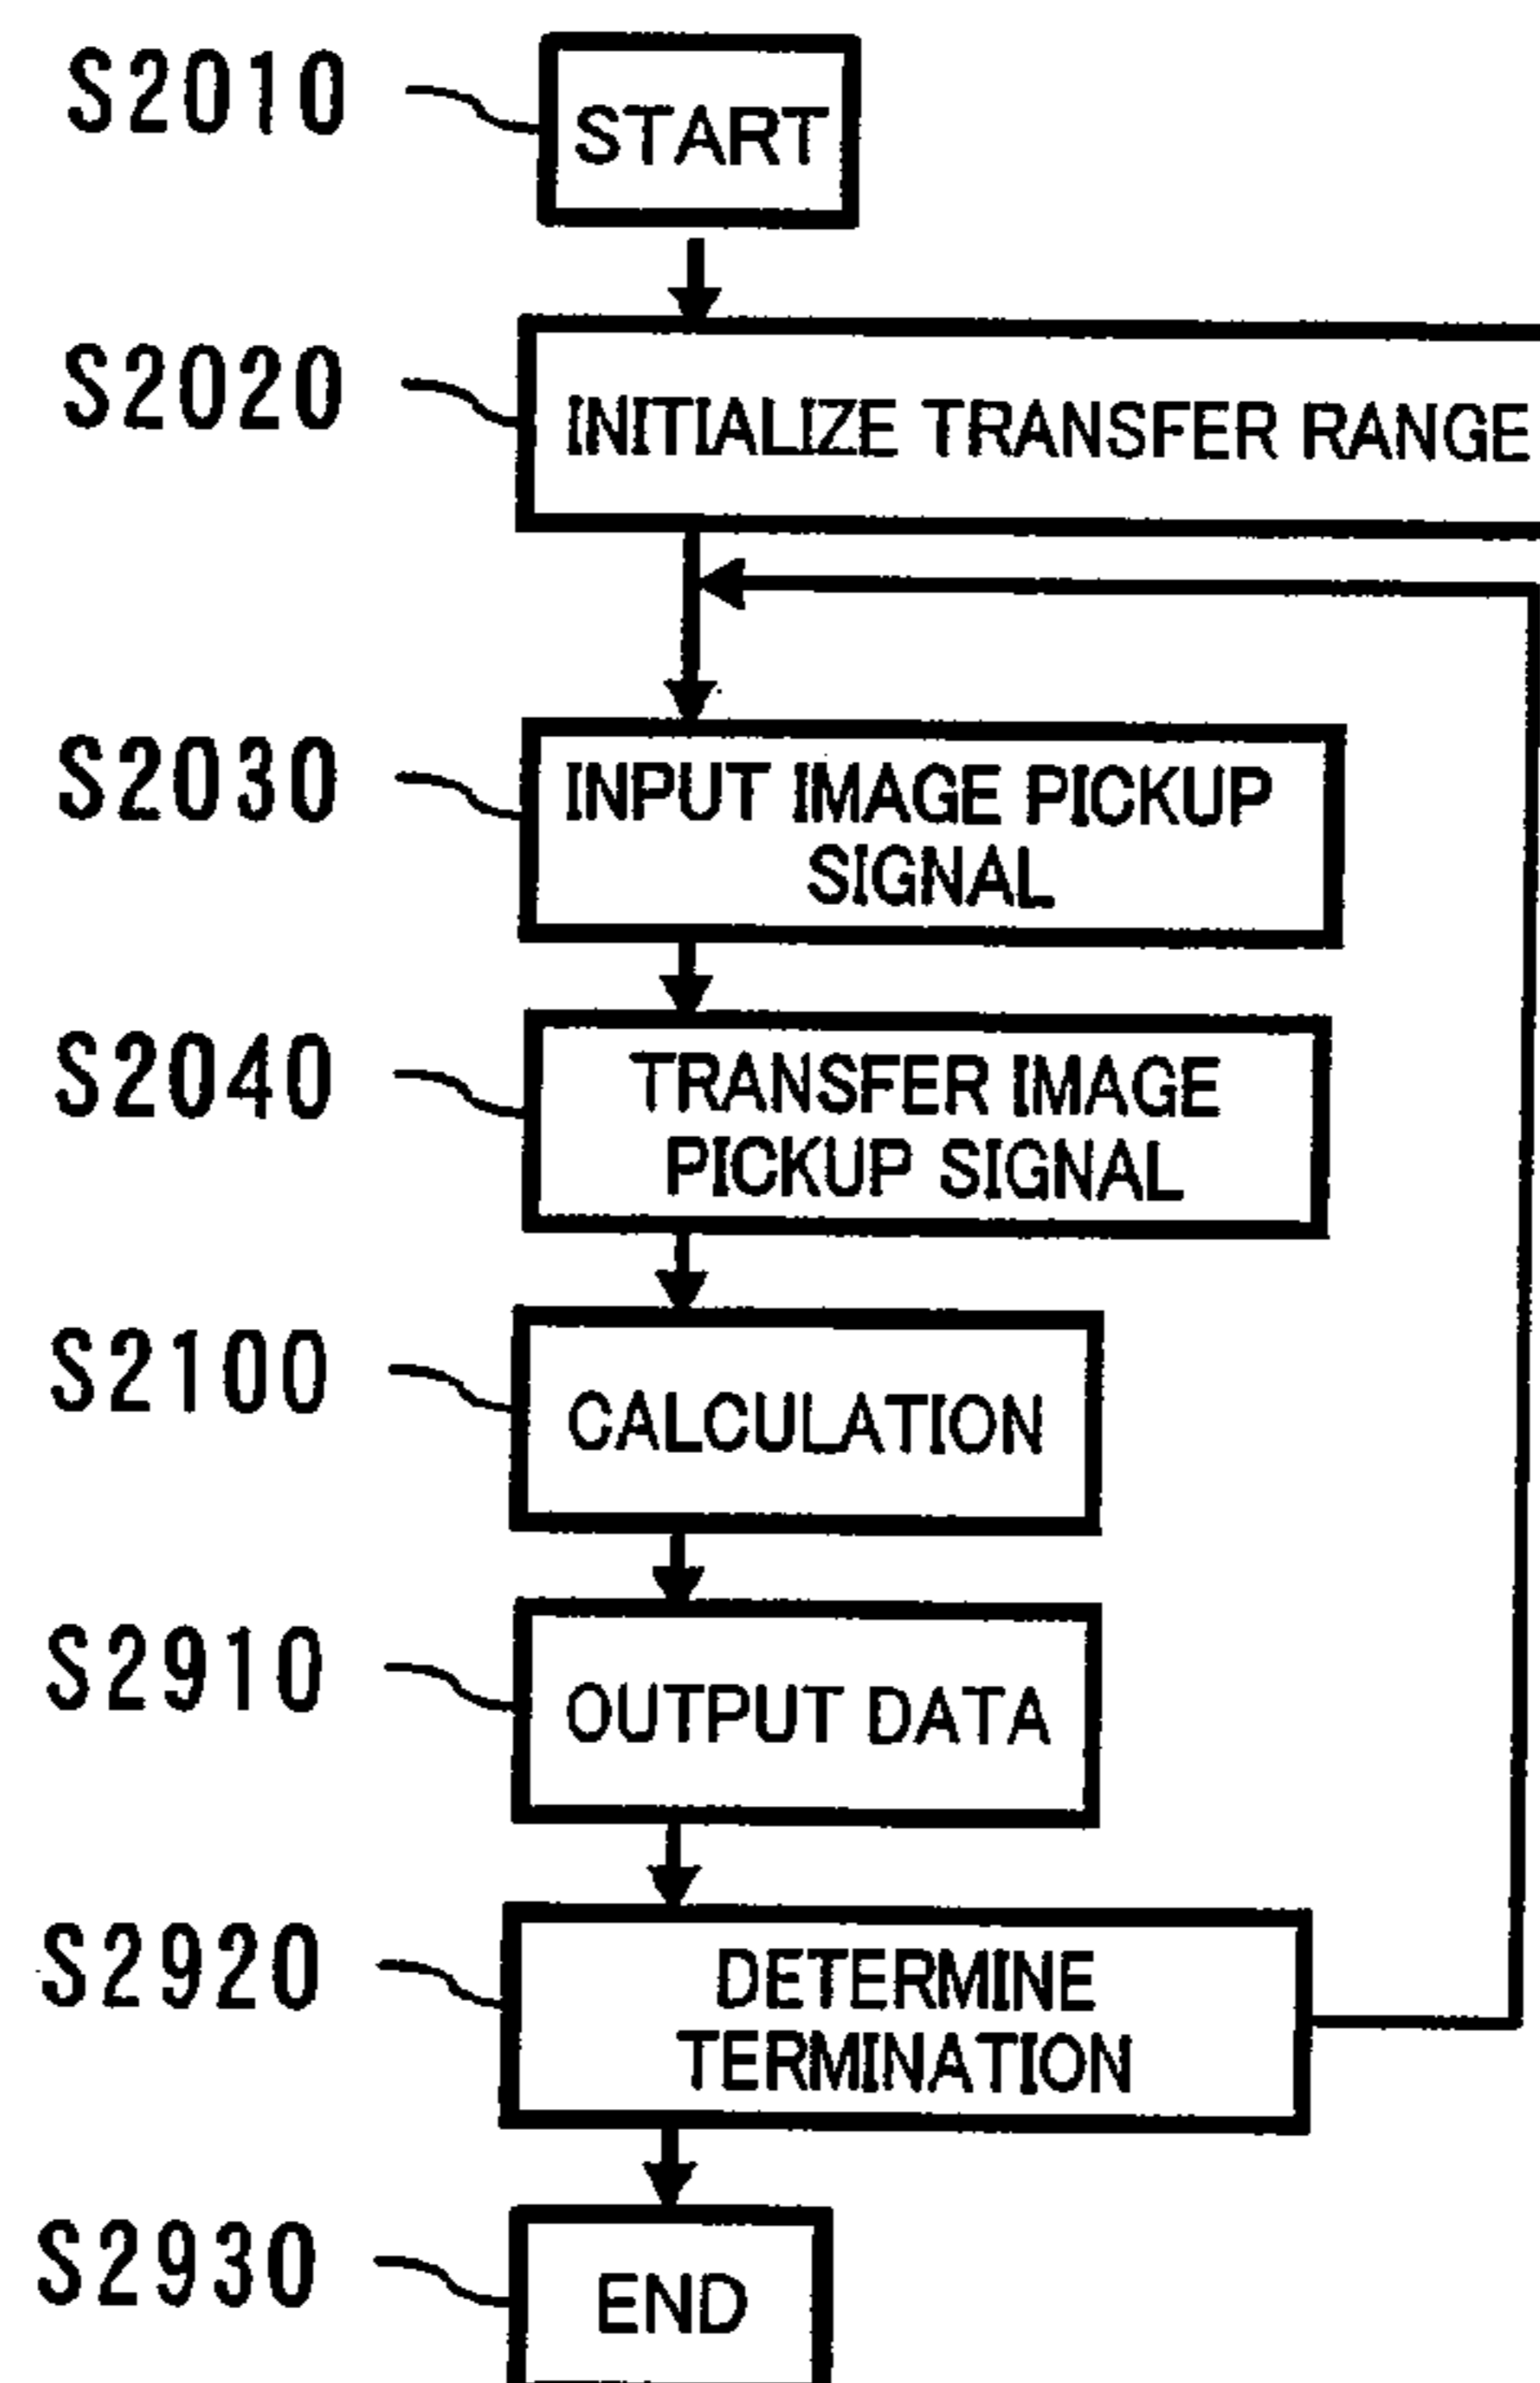 S2010
START
S2020
INITIALIZE TRANSFER RANGE
S2030
INPUT IMAGE PICKUP
SIGNAL
S2040
TRANSFER IMAGE
PICKUP SIGNAL
S2100
CALCULATION
S2910
OUTPUT DATA
S2920
DETERMINE
TERMINATION
S2930
END